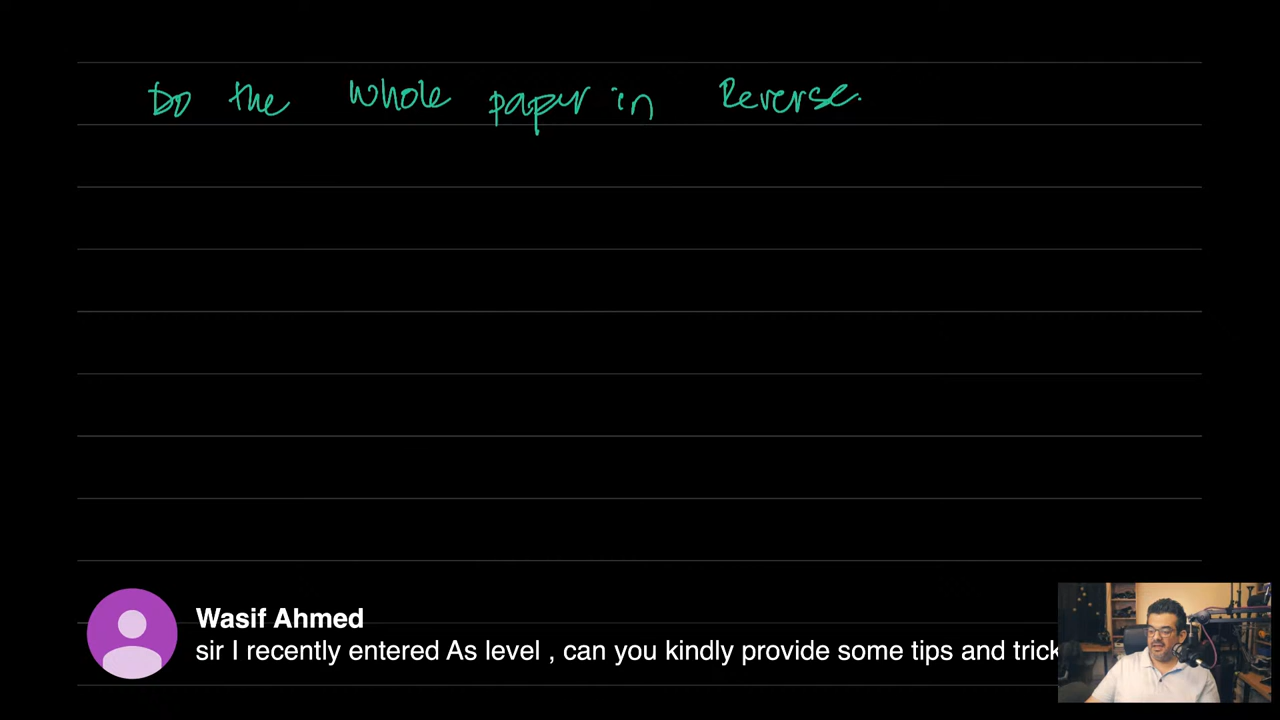 Do the whole paper in Reverse.
Wasif Ahmed
sir I recently entered As level , can you kindly provide some tips and trick